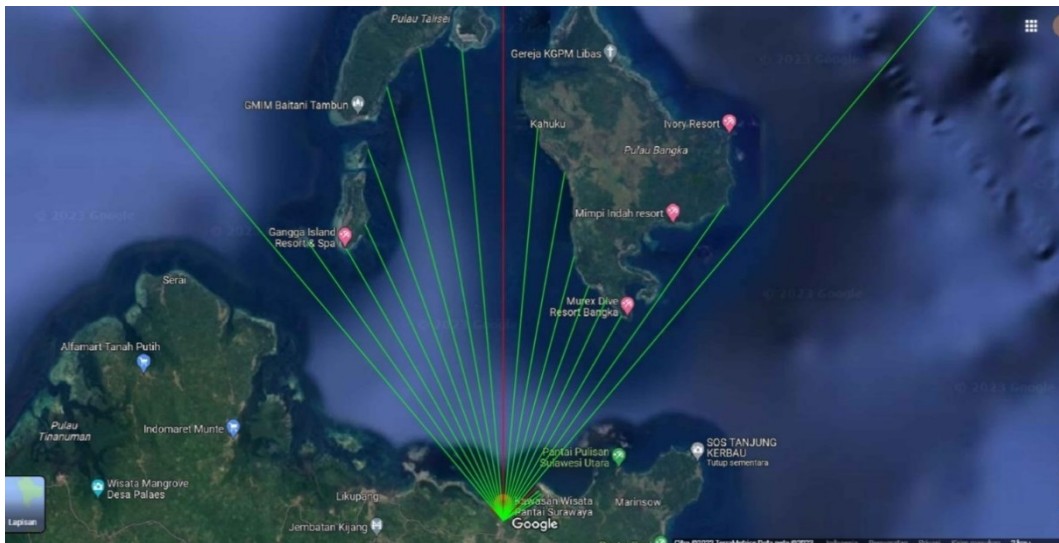 Pulau Talisei
Gereja KGPM Libas
GMIM Baitani Tambun
Kahuku
Ivory Resort
Pulau Bangka
© 2023 Google
Mimpi Indah resort
Gangga Island
Resort & Spa
Serai
Murex Dive
Resort Bangka
Alfamart Tanah Putih
Pulau
Tinanuman
Indomaret Munte
Pantai Pulisan
Sulawesi Utara
SOS TANJUNG
KERBAU
Tutup sementara
Wisata Mangrove
Desa Palaes
Likupang
Kawasan Wisata
Pantai Surawaya
Marinsow
Lapisan
Jembatan Kijang
Google